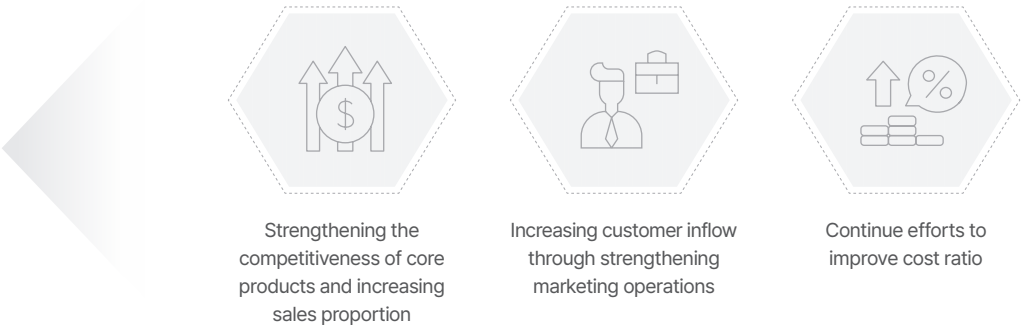 Strengthening the
competitiveness of core
products and increasing
sales proportion
Increasing customer inflow
through strengthening
marketing operations
Continue efforts to
improve cost ratio